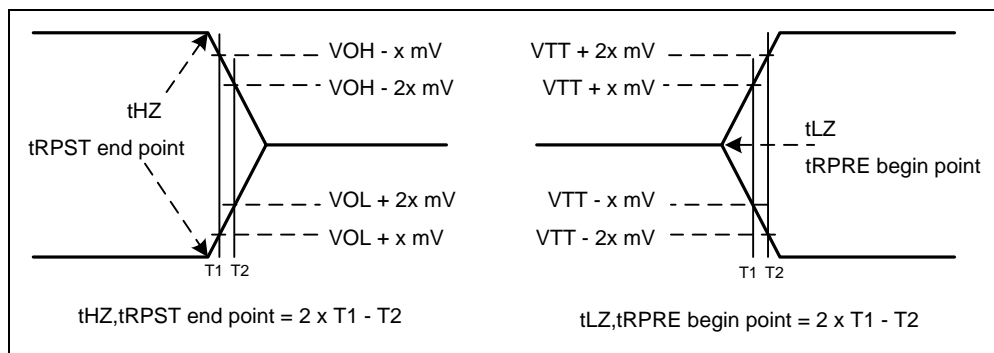 VOH - x mV
VOH - 2x mV
tHZ
tRPST end point
VOL + 2x mV
VOL + x mV
T1 T2
tHZ,tRPST end point = 2 x T1 - T2
VTT + 2x mV
VTT + x mV
tLZ
tRPRE begin point
VTT - x mV
VTT - 2x mV
T1 T2
tLZ,tRPRE begin point = 2 x T1 - T2